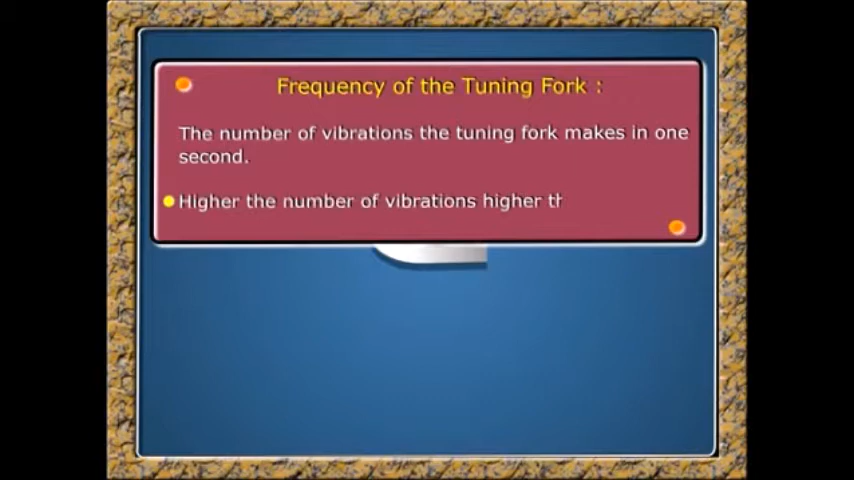 Frequency of the Tuning Fork :
The number of vibrations the tuning fork makes in one
second.
Higher the number of vibrations higher